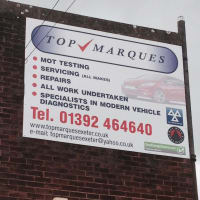 TOP MARQUES
• MOT TESTING
• SERVICING (ALL MAKES)
• REPAIRS
• ALL WORK UNDERTAKEN
• SPECIALISTS IN MODERN VEHICLE
DIAGNOSTICS
Tel. 01392 464640
www.topmarquesexeter.co.uk
e-mail: topmarquesexeter@yahoo.co.uk